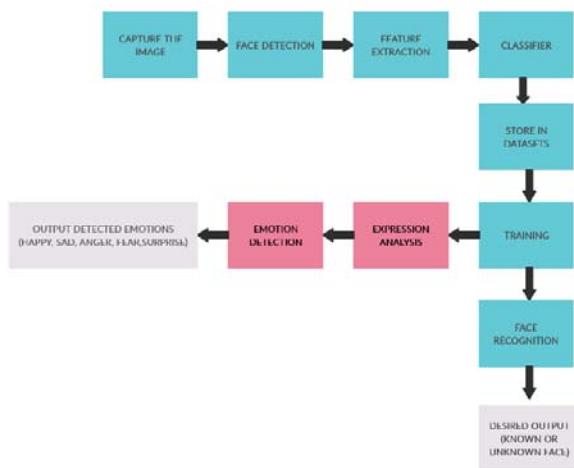 CAPTURE THE
IMAGE
FACE DETECTION
FEATURE
EXTRACTION
CLASSIFIER
STORE IN
DATASETS
OUTPUT DETECTED EMOTIONS
(HAPPY, SAD, ANGER, FEAR,SURPRISE)
EMOTION
DETECTION
EXPRESSION
ANALYSIS
TRAINING
FACE
RECOGNITION
DESIRED OUTPUT
(KNOWN OR
UNKNOWN FACE)